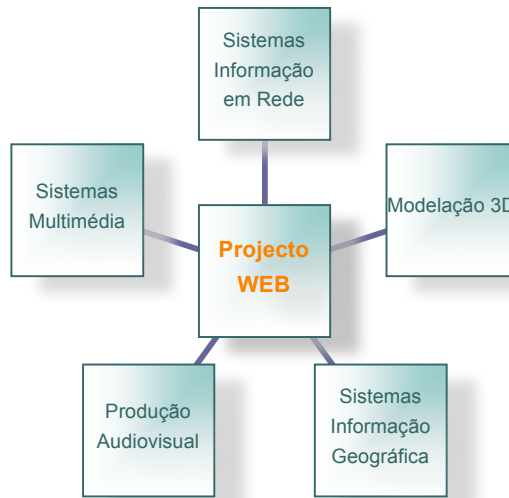 Sistemas
Informação
em Rede
Sistemas
Multimédia
Modelação 3D
Projecto
WEB
Produção
Audiovisual
Sistemas
Informação
Geográfica